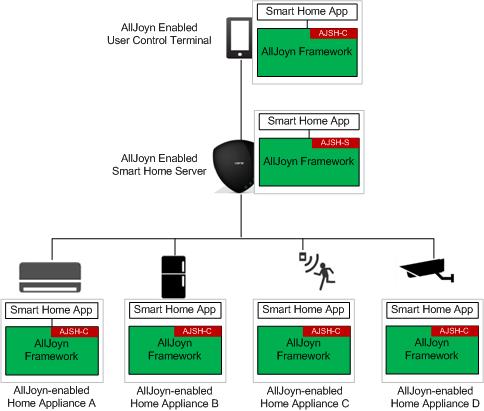 Smart Home App
AllJoyn Enabled
User Control Terminal
AJSH-C
AllJoyn Framework
Smart Home App
AllJoyn Enabled
Smart Home Server
AJSH-S
AllJoyn Framework
Smart Home App
AJSH-C
AllJoyn
Framework
AllJoyn-enabled
Home Appliance A
Smart Home App
AJSH-C
AllJoyn
Framework
AllJoyn-enabled
Home Appliance B
Smart Home App
AJSH-C
AllJoyn
Framework
AllJoyn-enabled
Home Appliance C
Smart Home App
AJSH-C
AllJoyn
Framework
AllJoyn-enabled
Home Appliance D